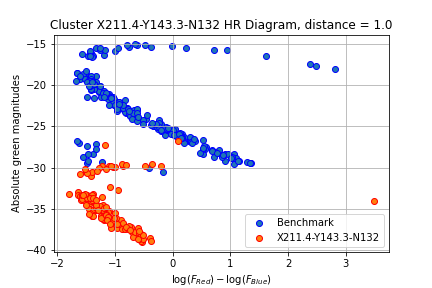 Cluster X211.4-Y143.3-N132 HR Diagram, distance = 1.0
Absolute green magnitudes
−15
−20
−25
−30
−35
−40
Benchmark
X211.4-Y143.3-N132
−2 −1 0 1 2 3
log(F_Red) − log(F_Blue)